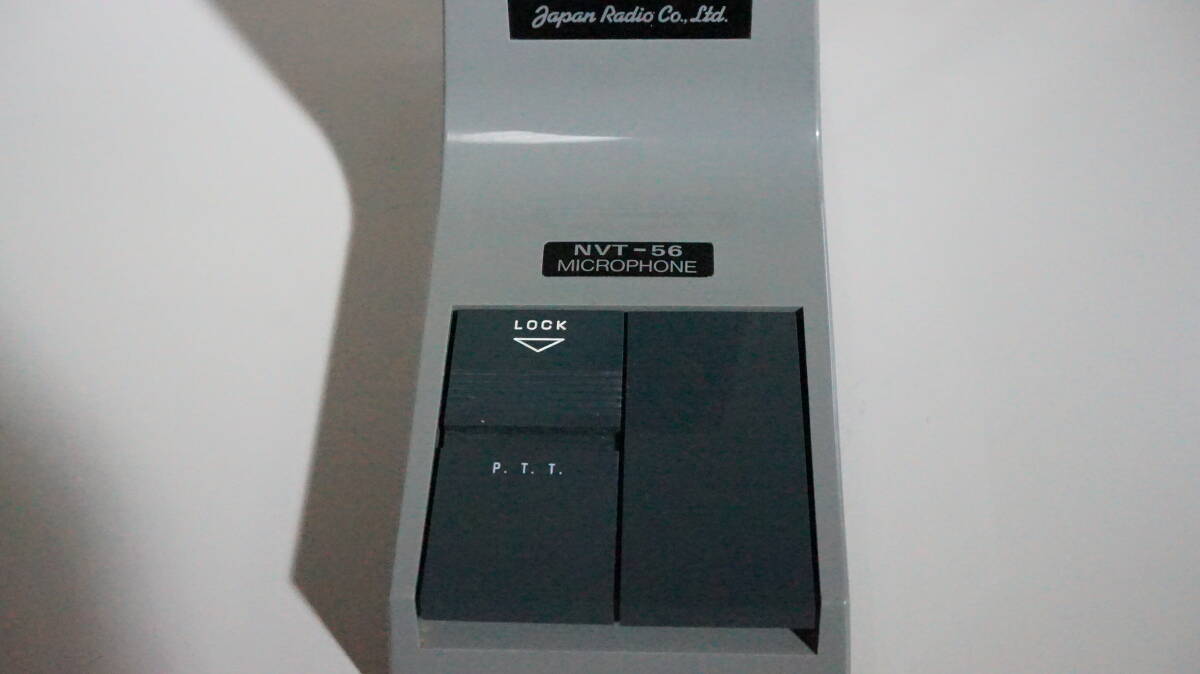 Japan Radio Co., Ltd.
NVT-56
MICROPHONE
LOCK
P. T. T.